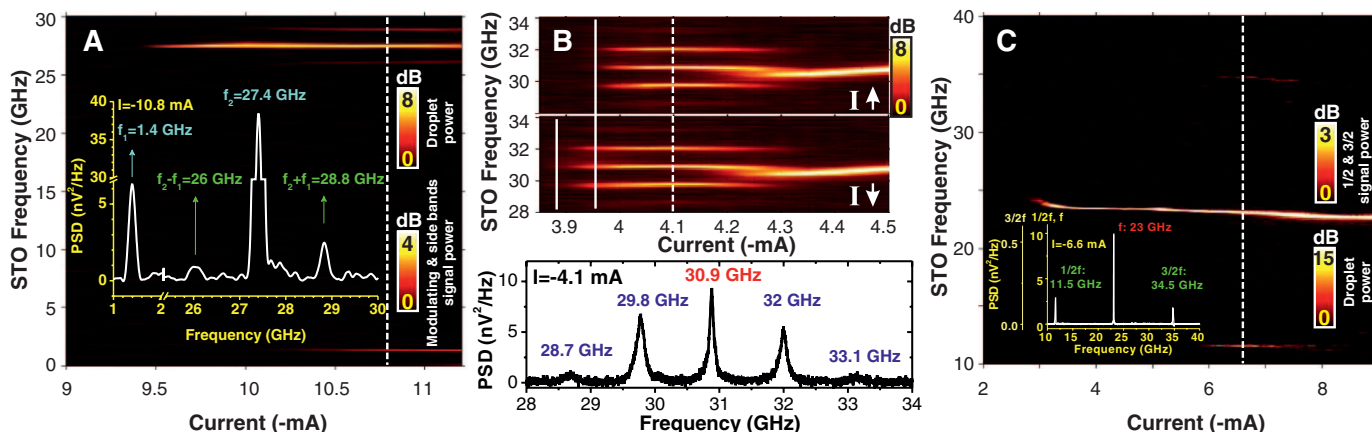 A
STO Frequency (GHz)
30
25
20
15
10
5
0
9
9.5
10
10.5
11
Current (-mA)
I=-10.8 mA
f₁=1.4 GHz
f₂=27.4 GHz
f₂-f₁=26 GHz
f₂+f₁=28.8 GHz
PSD (nV²/Hz)
40
35
30
5
0
1
2
26
27
28
29
30
Frequency (GHz)
dB
8
0
Droplet
power
dB
4
0
Modulating & side bands
signal power
B
STO Frequency (GHz)
34
32
30
34
32
30
28
I
I
dB
8
0
3.9
4
4.1
4.2
4.3
4.4
4.5
Current (-mA)
I=-4.1 mA
28.7 GHz
29.8 GHz
30.9 GHz
32 GHz
33.1 GHz
PSD (nV²/Hz)
10
5
0
28
29
30
31
32
33
34
Frequency (GHz)
C
STO Frequency (GHz)
40
30
20
10
2
4
6
8
Current (-mA)
dB
3
0
1/2 & 3/2
signal power
dB
15
0
Droplet
power
3/2f
1/2f, f
f: 23 GHz
I=-6.6 mA
1/2f:
11.5 GHz
3/2f:
34.5 GHz
PSD (nV²/Hz)
0.5
0.0
10
5
0
10
15
20
25
30
35
40
Frequency (GHz)